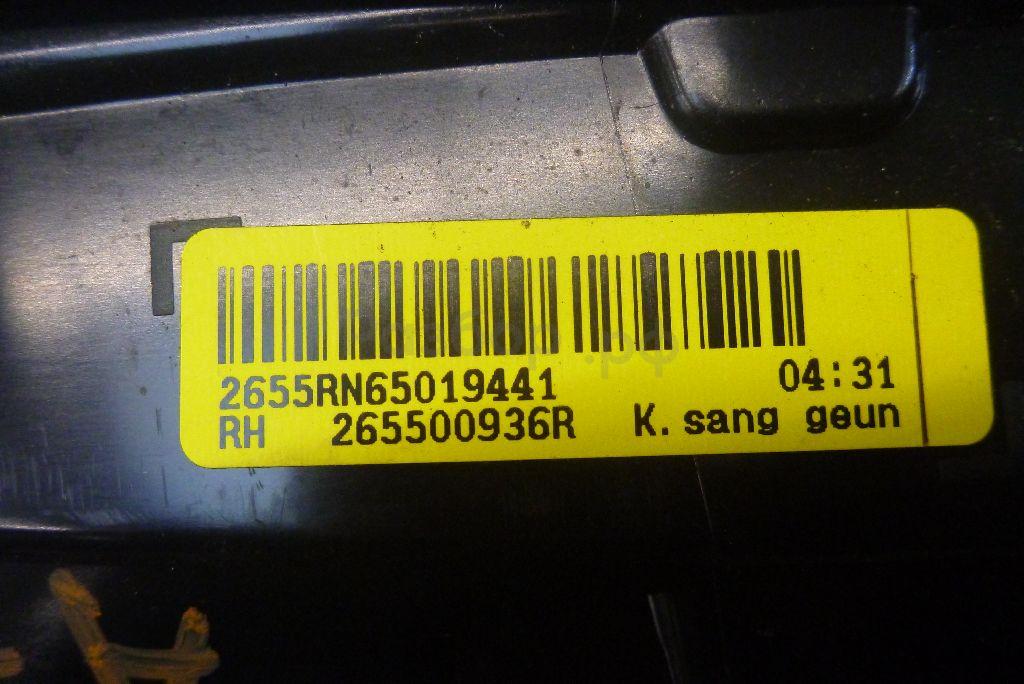 2655RN65019441 04:31
RH 265500936R K. sang geun